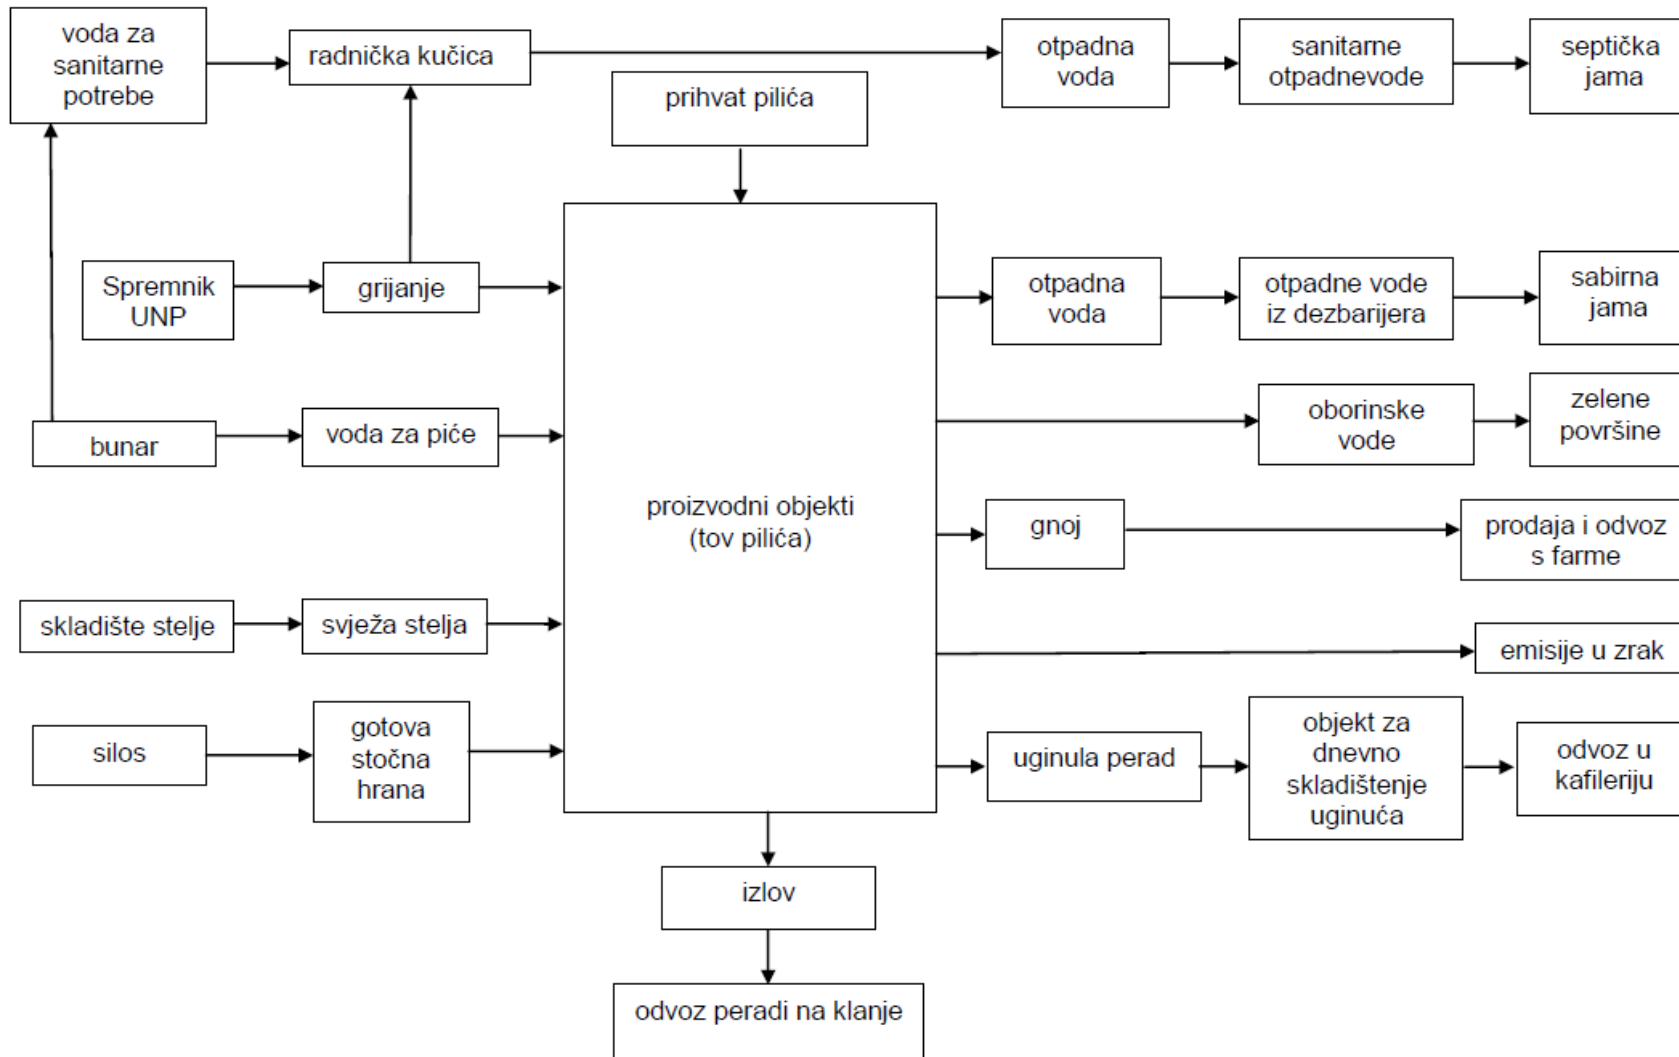 voda za
sanitarne
potrebe
radnička kučica
otpadna
voda
sanitarne
otpadnevode
septička
jama
prihvat pilića
Spremnik
UNP
grijanje
otpadna
voda
otpadne vode
iz dezbarijera
sabirna
jama
bunar
voda za piće
oborinske
vode
zelene
površine
proizvodni objekti
(tov pilića)
gnoj
prodaja i odvoz
s farme
skladište stelje
svježa stelja
emisije u zrak
silos
gotova
stočna
hrana
uginula perad
objekt za
dnevno
skladištenje
uginuća
odvoz u
kafileriju
izlov
odvoz peradi na klanje